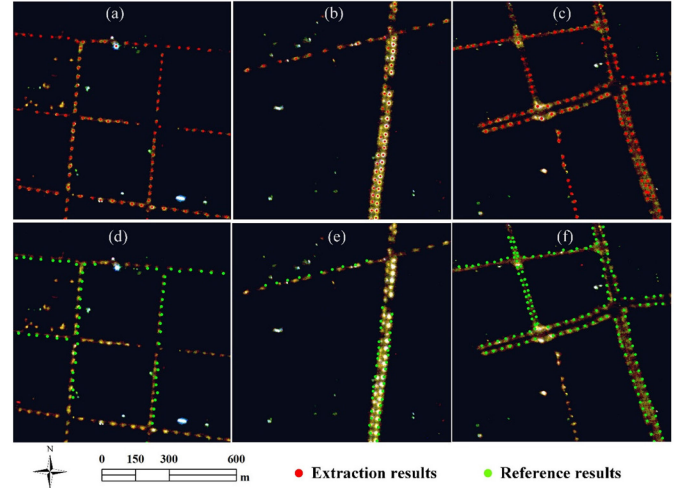 (a) (b) (c)
(d) (e) (f)
N
0 150 300 600
m
Extraction results
Reference results